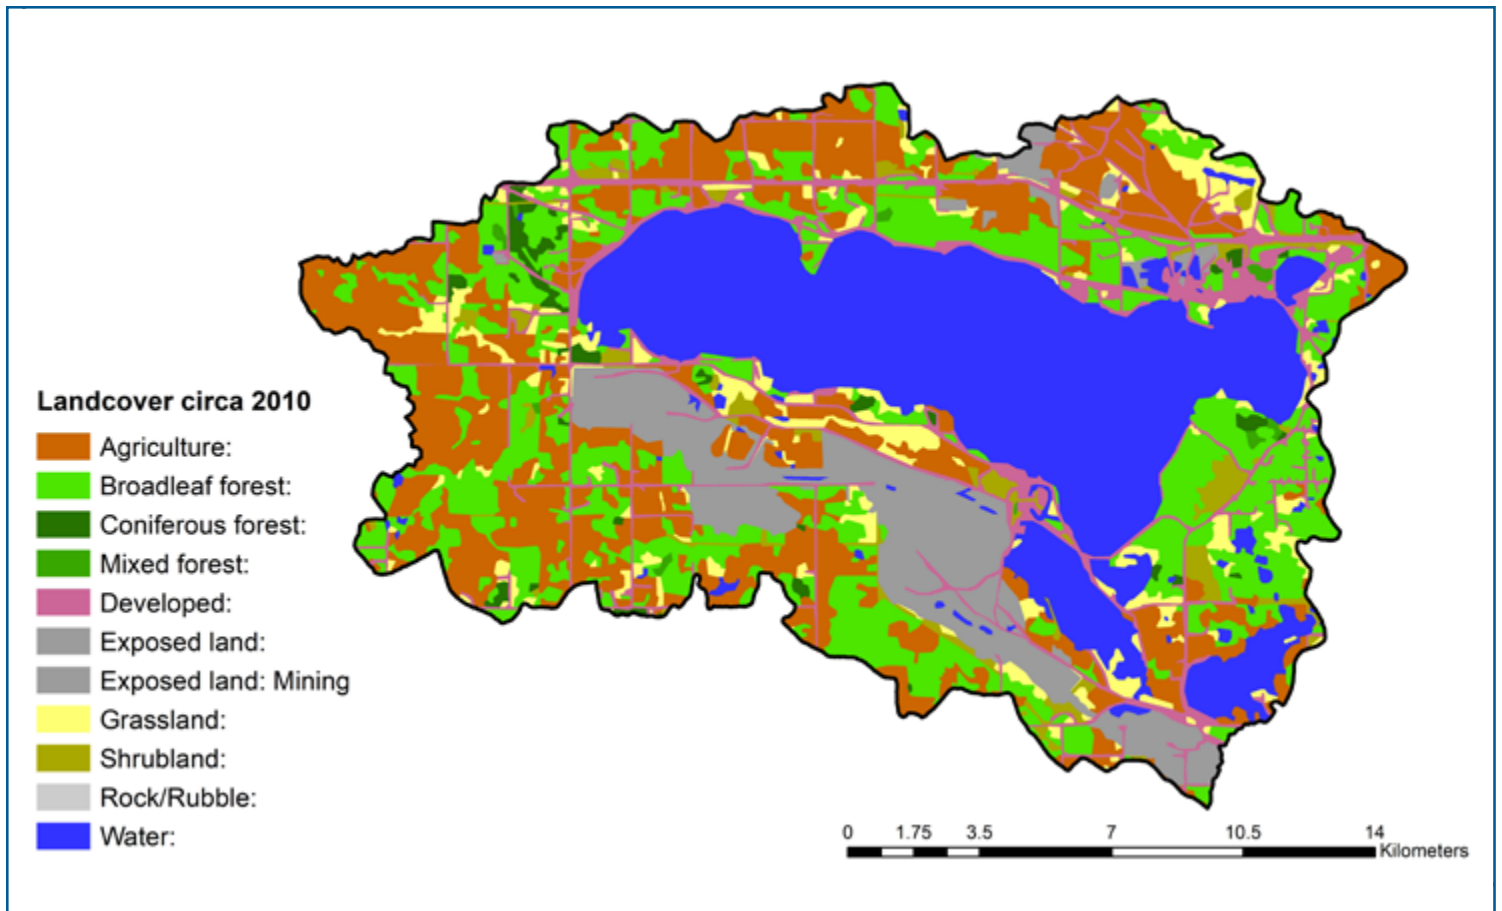 Landcover circa 2010
Agriculture:
Broadleaf forest:
Coniferous forest:
Mixed forest:
Developed:
Exposed land:
Exposed land: Mining
Grassland:
Shrubland:
Rock/Rubble:
Water:
0 1.75 3.5 7 10.5 14
Kilometers